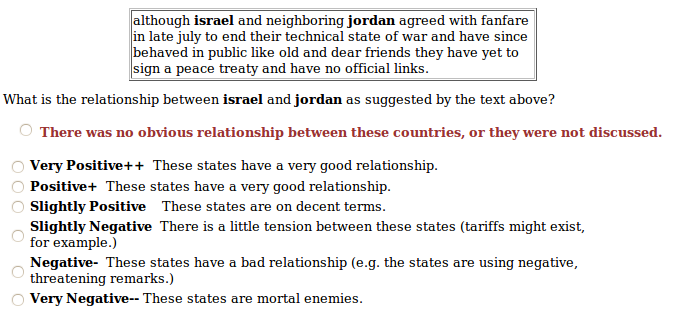 although israel and neighboring jordan agreed with fanfare
in late july to end their technical state of war and have since
behaved in public like old and dear friends they have yet to
sign a peace treaty and have no official links.
What is the relationship between israel and jordan as suggested by the text above?
There was no obvious relationship between these countries, or they were not discussed.
Very Positive++ These states have a very good relationship.
Positive+ These states have a very good relationship.
Slightly Positive These states are on decent terms.
Slightly Negative There is a little tension between these states (tariffs might exist,
for example.)
Negative- These states have a bad relationship (e.g. the states are using negative,
threatening remarks.)
Very Negative-- These states are mortal enemies.